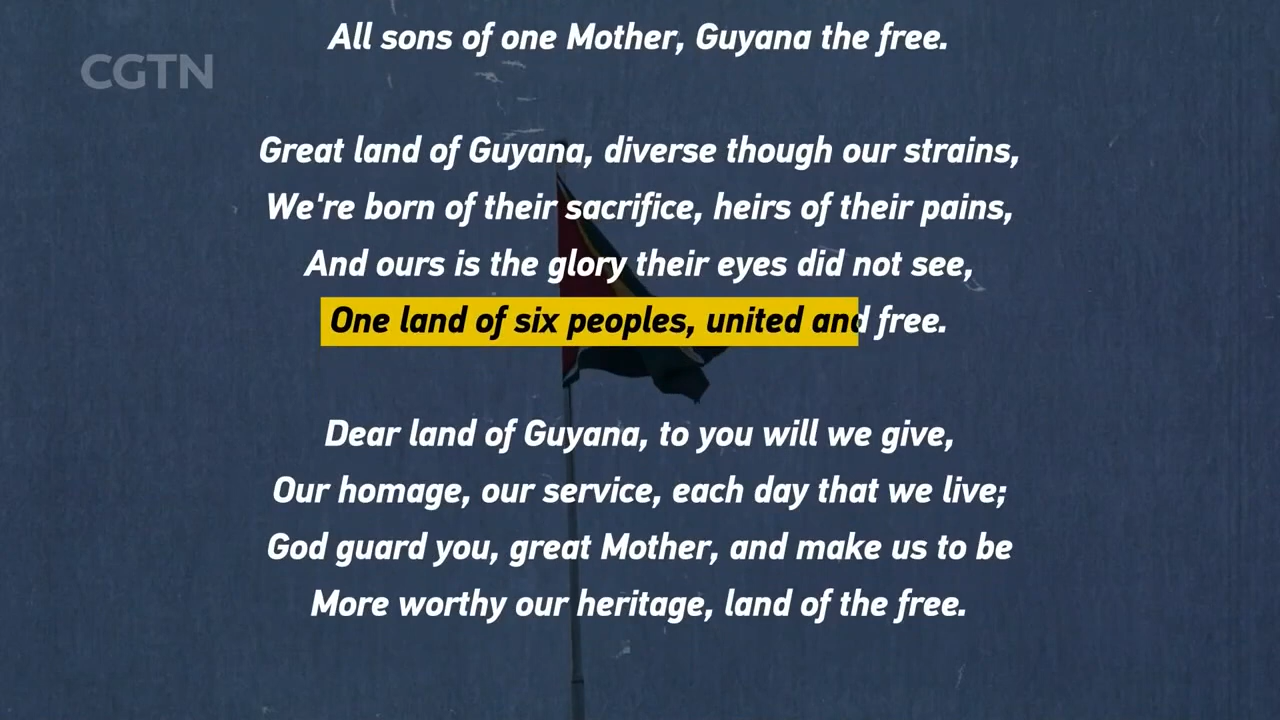 All sons of one Mother, Guyana the free.
CGTN
Great land of Guyana, diverse though our strains,
We're born of their sacrifice, heirs of their pains,
And ours is the glory their eyes did not see,
One land of six peoples, united and free.
Dear land of Guyana, to you will we give,
Our homage, our service, each day that we live;
God guard you, great Mother, and make us to be
More worthy our heritage, land of the free.